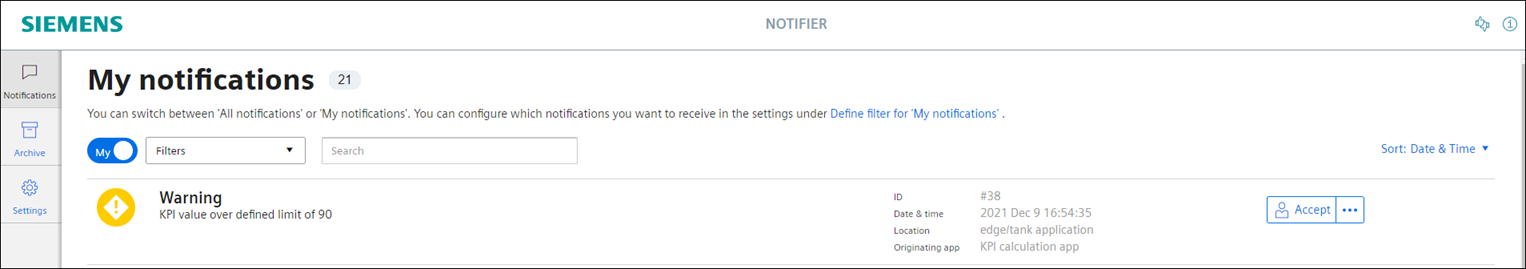 SIEMENS
NOTIFIER
Notifications
Archive
Settings
My notifications 21
You can switch between 'All notifications' or 'My notifications'. You can configure which notifications you want to receive in the settings under Define filter for 'My notifications' .
My
Filters
Search
Sort: Date & Time
Warning
KPI value over defined limit of 90
ID #38
Date & time 2021 Dec 9 16:54:35
Location edge/tank application
Originating app KPI calculation app
Accept